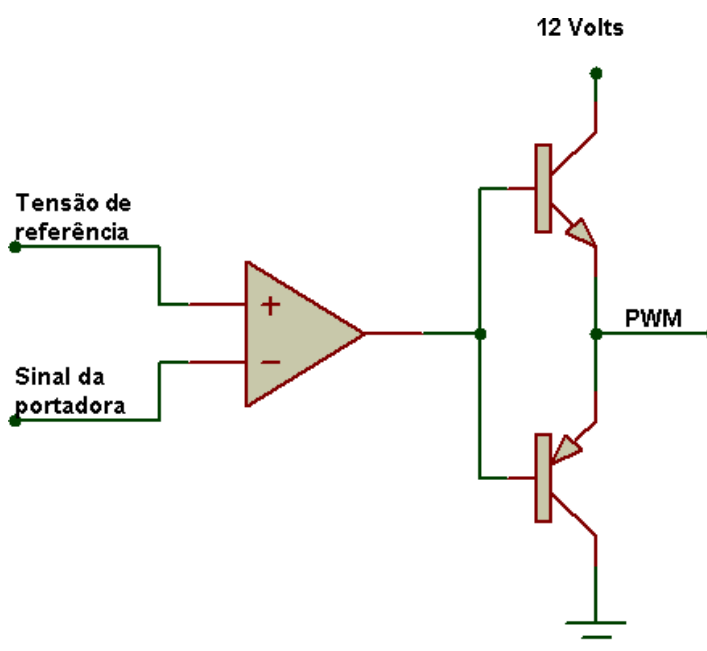 12 Volts
Tensão de
referência
+
PWM
−
Sinal da
portadora